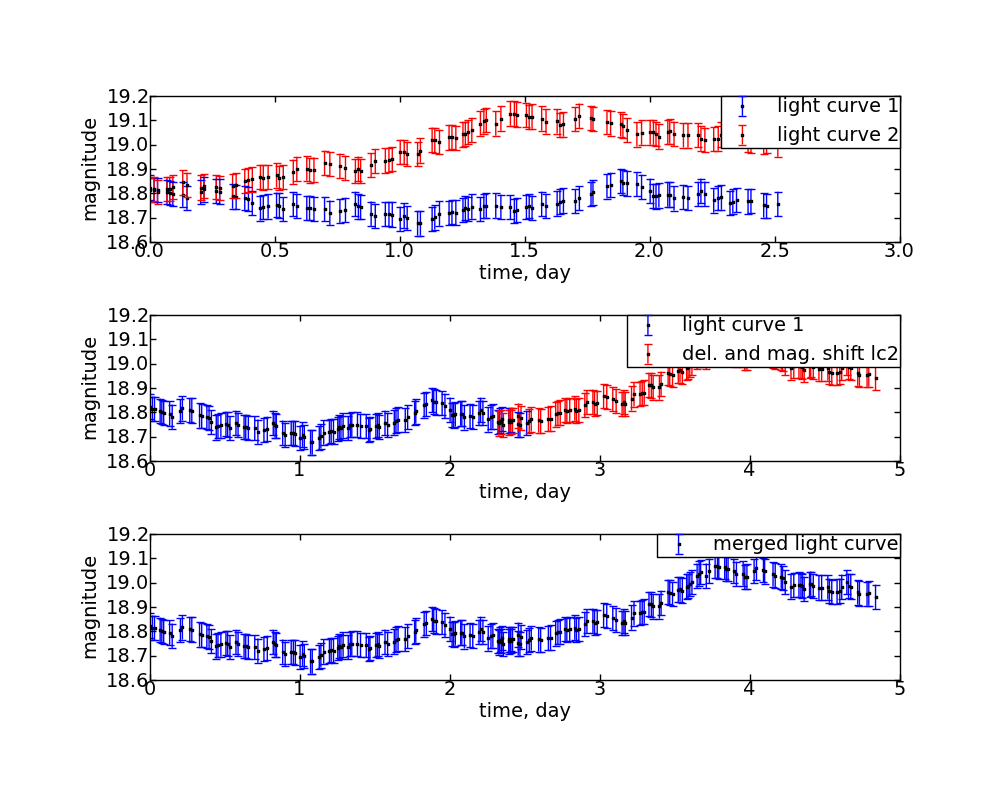 19.2
light curve 1
19.1
light curve 2
19.0
18.9
18.8
18.7
18.6
magnitude
0.0 0.5 1.0 1.5 2.0 2.5 3.0
time, day
19.2
light curve 1
19.1
del. and mag. shift lc2
19.0
18.9
18.8
18.7
18.6
magnitude
0 1 2 3 4 5
time, day
19.2
merged light curve
19.1
19.0
18.9
18.8
18.7
18.6
magnitude
0 1 2 3 4 5
time, day